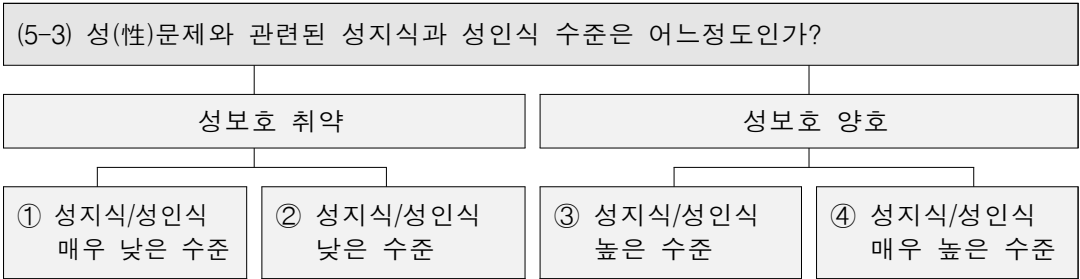 (5-3) 성(性)문제와 관련된 성지식과 성인식 수준은 어느정도인가?
성보호 취약
성보호 양호
① 성지식/성인식
매우 낮은 수준
② 성지식/성인식
낮은 수준
③ 성지식/성인식
높은 수준
④ 성지식/성인식
매우 높은 수준